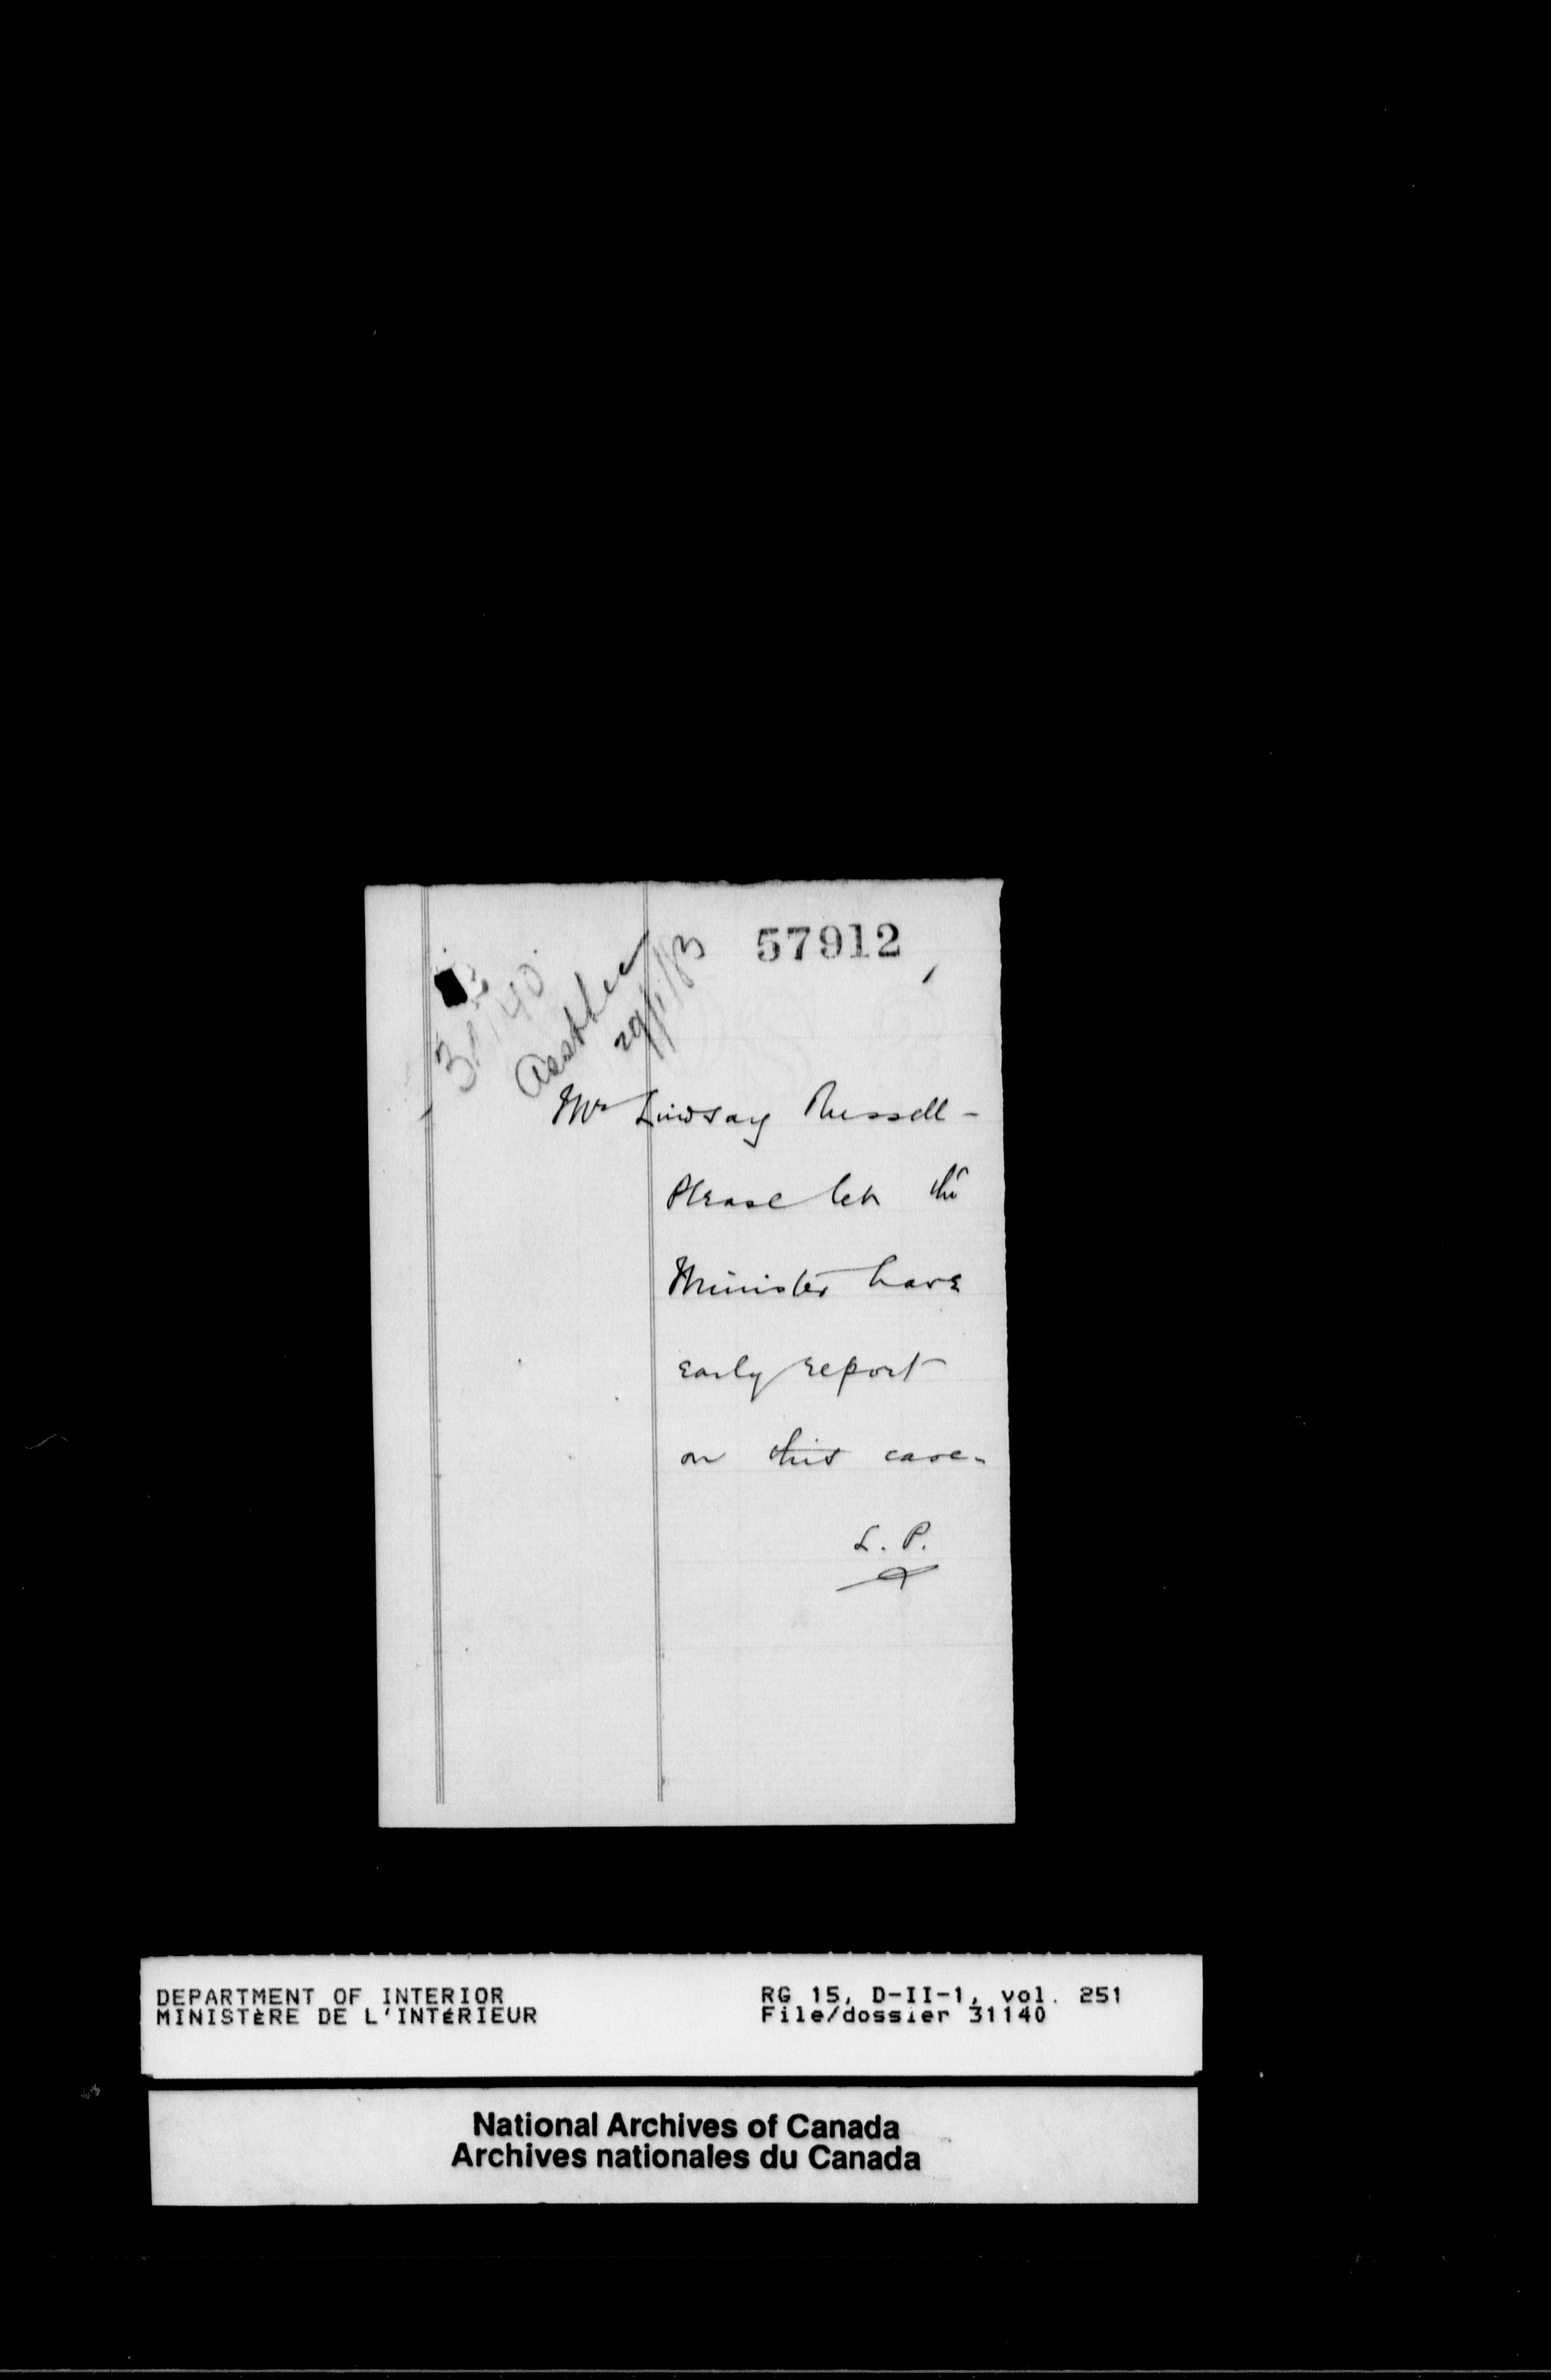 57912
31140
29/1/83
Mr Lindsay Russell -
Please let the
Minister have
early report
on this case.
L. P.
DEPARTMENT OF INTERIOR
MINISTÈRE DE L'INTÉRIEUR
RG 15, D-II-1, vol. 251
File/dossier 31140
National Archives of Canada
Archives nationales du Canada